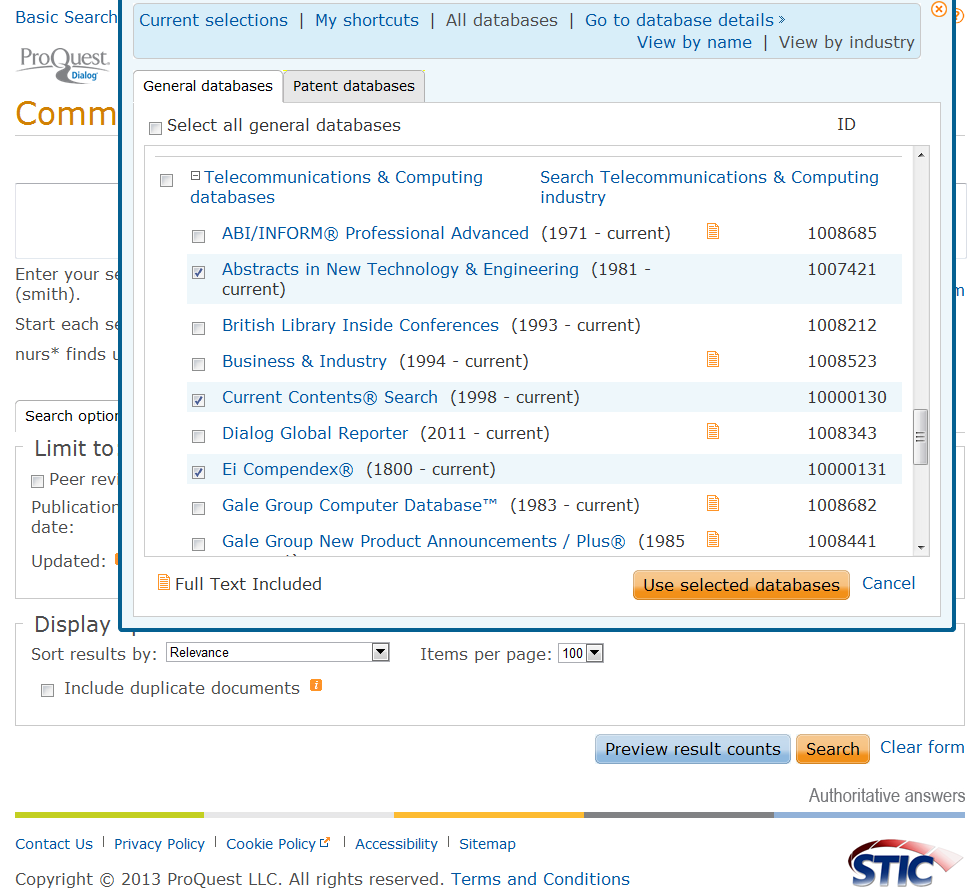 Basic Search
Current selections | My shortcuts | All databases | Go to database details >
View by name | View by industry
?
ProQuest
Dialog
Comm
General databases
Patent databases
Select all general databases
ID
Telecommunications & Computing databases
Search Telecommunications & Computing industry
ABI/INFORM® Professional Advanced (1971 - current) 1008685
Abstracts in New Technology & Engineering (1981 - current) 1007421
British Library Inside Conferences (1993 - current) 1008212
Business & Industry (1994 - current) 1008523
Current Contents® Search (1998 - current) 10000130
Dialog Global Reporter (2011 - current) 1008343
Ei Compendex® (1800 - current) 10000131
Gale Group Computer Database™ (1983 - current) 1008682
Gale Group New Product Announcements / Plus® (1985 1008441
Full Text Included
Use selected databases
Cancel
Enter your se
(smith).
m
Start each se
nurs* finds u
Search option
Limit to
Peer revi
Publication
date:
Updated:
Display
Sort results by: Relevance
Items per page: 100
Include duplicate documents i
Preview result counts
Search
Clear form
Authoritative answers
Contact Us | Privacy Policy | Cookie Policy | Accessibility | Sitemap
Copyright © 2013 ProQuest LLC. All rights reserved. Terms and Conditions
STIC